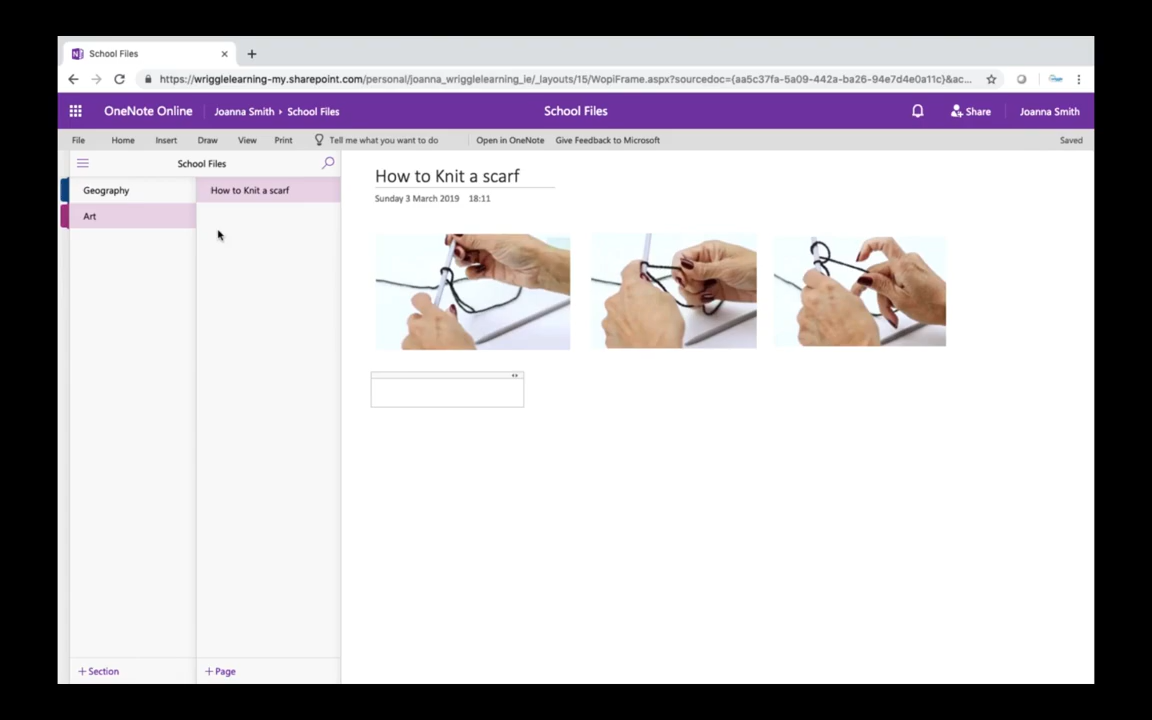 School Files
https://wrigglelearning-my.sharepoint.com/personal/joanna_wrigglelearning_ie/_layouts/15/WopiFrame.aspx?sourcedoc={aa5c37fa-5a09-442a-ba26-94e7d4e0a11c}&ac...
OneNote Online Joanna Smith › School Files School Files Share Joanna Smith
File Home Insert Draw View Print Tell me what you want to do Open in OneNote Give Feedback to Microsoft Saved
School Files
Geography
Art
How to Knit a scarf
How to Knit a scarf
Sunday 3 March 2019 18:11
+ Section
+ Page